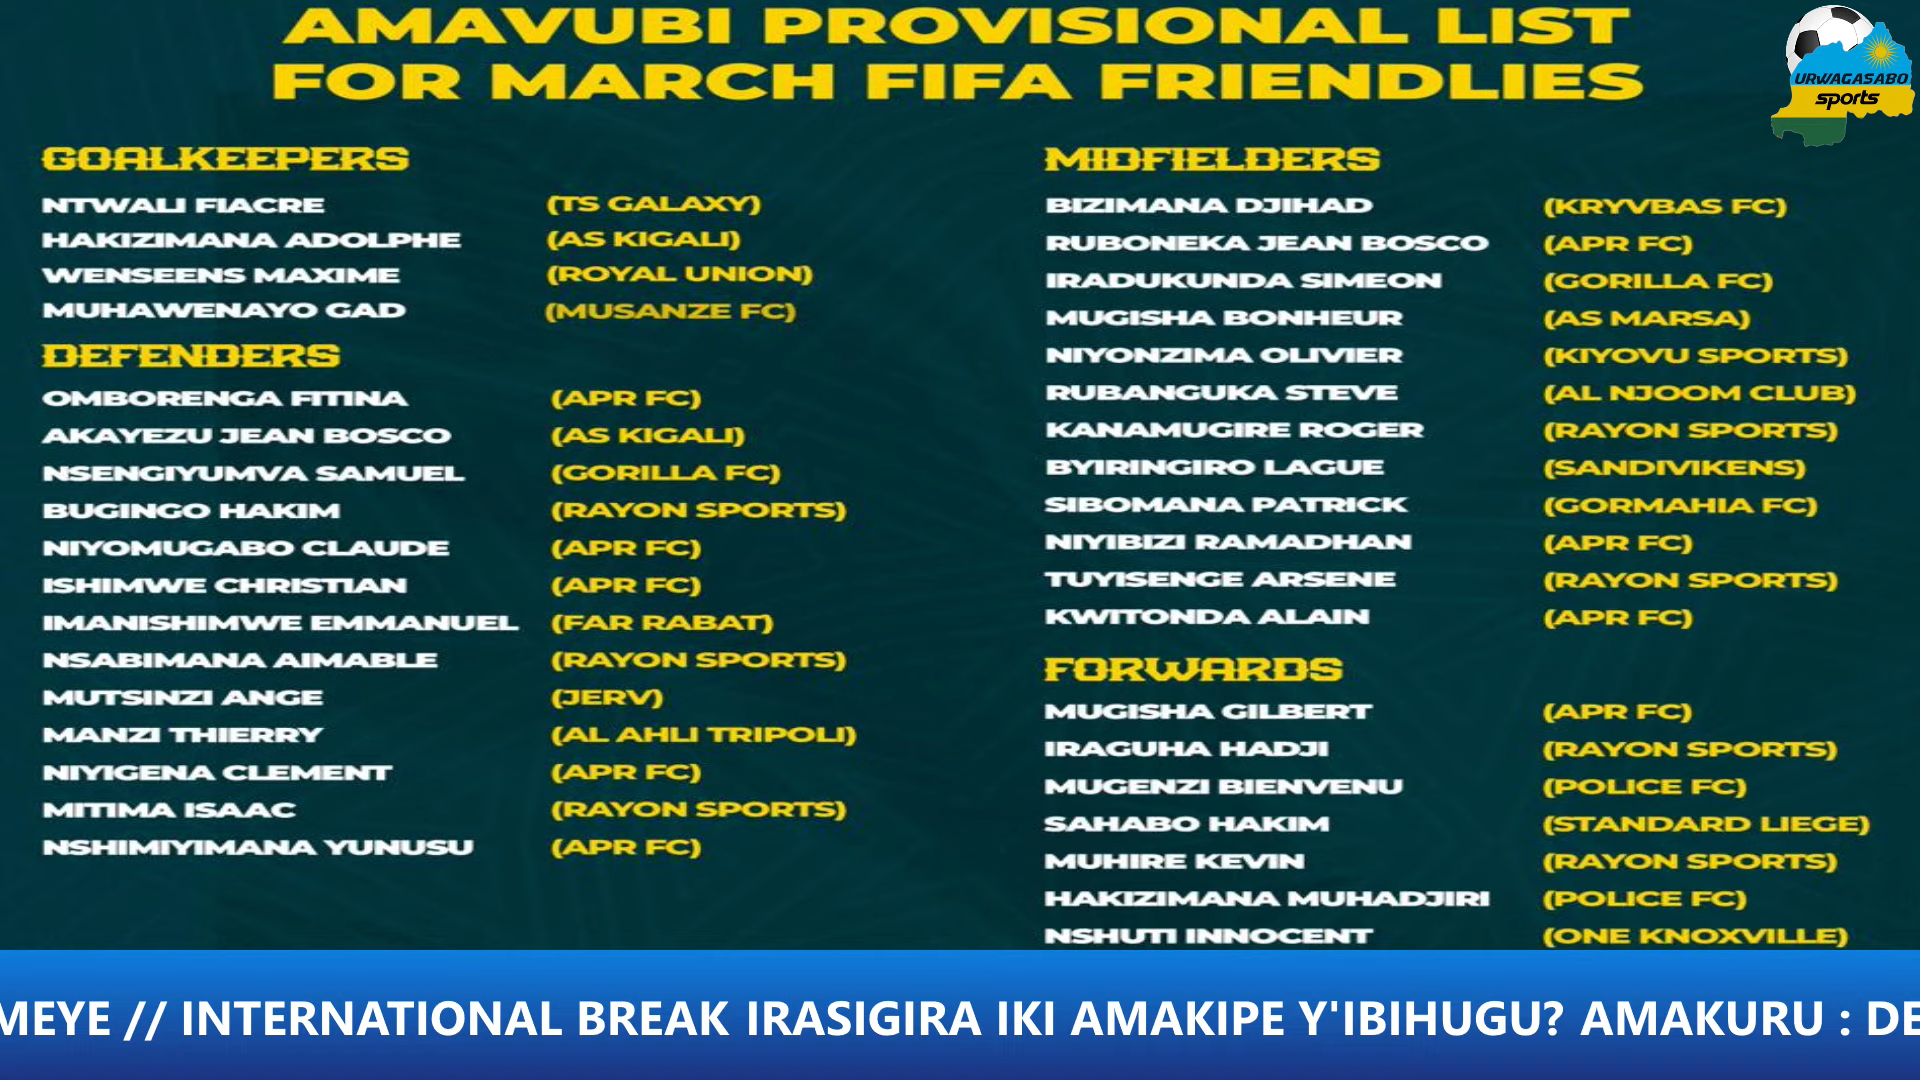 AMAVUBI PROVISIONAL LIST
FOR MARCH FIFA FRIENDLIES
URWAGASABO
sports
GOALKEEPERS
NTWALI FIACRE (TS GALAXY)
HAKIZIMANA ADOLPHE (AS KIGALI)
WENSEENS MAXIME (ROYAL UNION)
MUHAWENAYO GAD (MUSANZE FC)
DEFENDERS
OMBORENGA FITINA (APR FC)
AKAYEZU JEAN BOSCO (AS KIGALI)
NSENGIYUMVA SAMUEL (GORILLA FC)
BUGINGO HAKIM (RAYON SPORTS)
NIYOMUGABO CLAUDE (APR FC)
ISHIMWE CHRISTIAN (APR FC)
IMANISHIMWE EMMANUEL (FAR RABAT)
NSABIMANA AIMABLE (RAYON SPORTS)
MUTSINZI ANGE (JERV)
MANZI THIERRY (AL AHLI TRIPOLI)
NIYIGENA CLEMENT (APR FC)
MITIMA ISAAC (RAYON SPORTS)
NSHIMIYIMANA YUNUSU (APR FC)
MIDFIELDERS
BIZIMANA DJIHAD (KRYVBAS FC)
RUBONEKA JEAN BOSCO (APR FC)
IRADUKUNDA SIMEON (GORILLA FC)
MUGISHA BONHEUR (AS MARSA)
NIYONZIMA OLIVIER (KIYOVU SPORTS)
RUBANGUKA STEVE (AL NJOOM CLUB)
KANAMUGIRE ROGER (RAYON SPORTS)
BYIRINGIRO LAGUE (SANDIVIKENS)
SIBOMANA PATRICK (GORMAHIA FC)
NIYIBIZI RAMADHAN (APR FC)
TUYISENGE ARSENE (RAYON SPORTS)
KWITONDA ALAIN (APR FC)
FORWARDS
MUGISHA GILBERT (APR FC)
IRAGUHA HADJI (RAYON SPORTS)
MUGENZI BIENVENU (POLICE FC)
SAHABO HAKIM (STANDARD LIEGE)
MUHIRE KEVIN (RAYON SPORTS)
HAKIZIMANA MUHADJIRI (POLICE FC)
NSHUTI INNOCENT (ONE KNOXVILLE)
MEYE // INTERNATIONAL BREAK IRASIGIRA IKI AMAKIPE Y'IBIHUGU? AMAKURU : DE